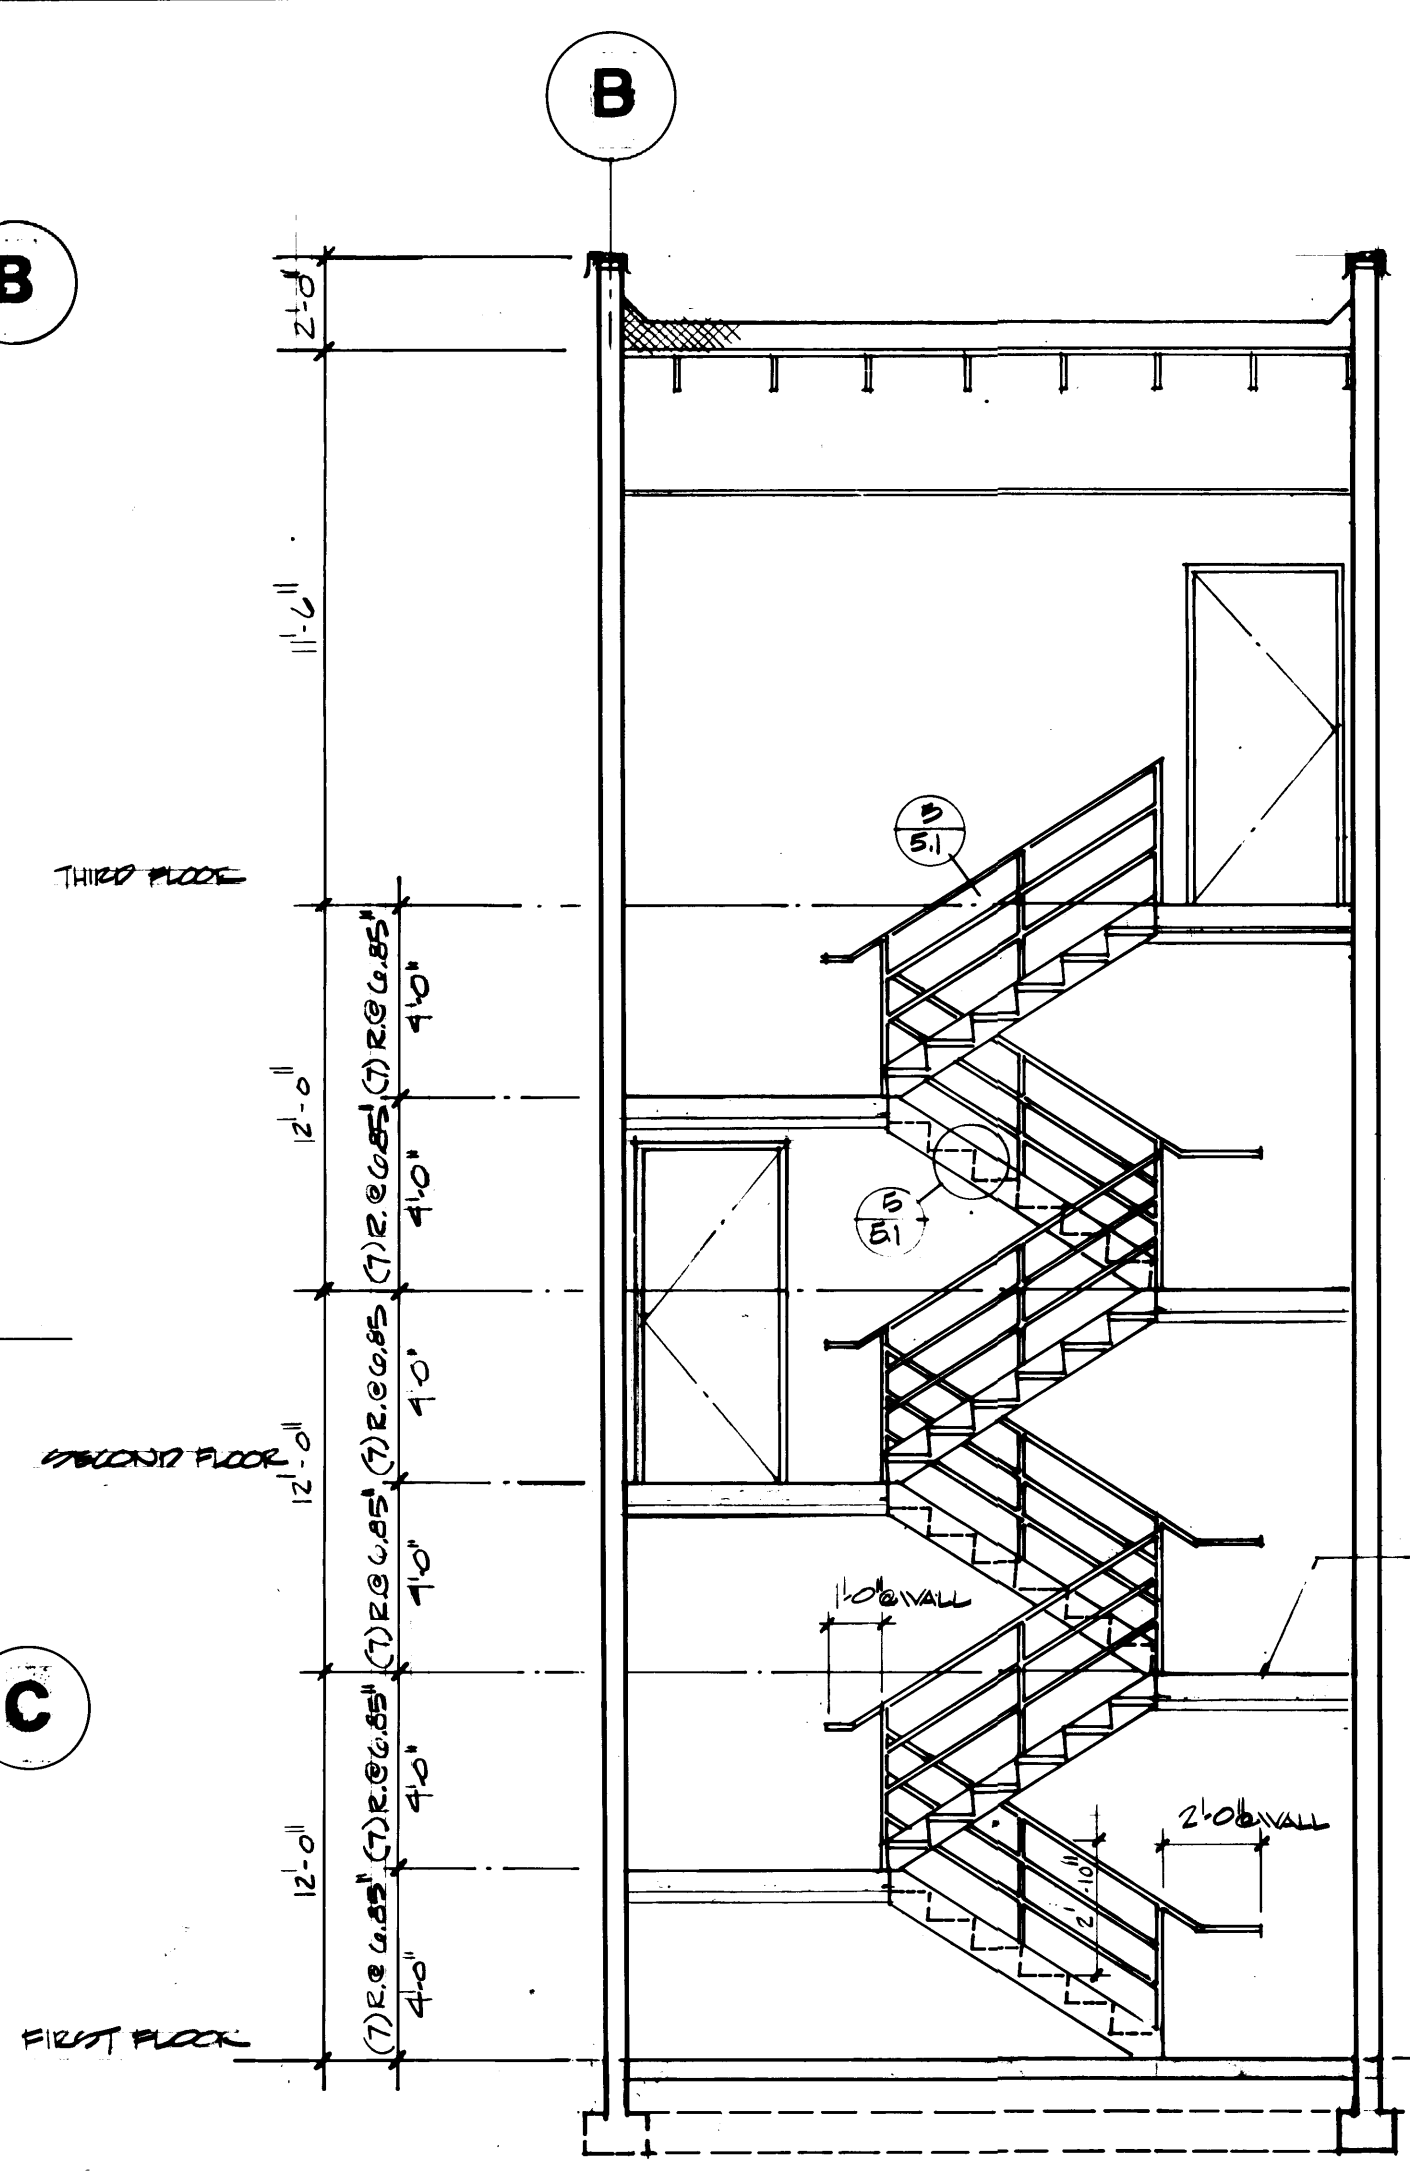 B
B
2'-0"
11'-6"
3
5.1
THIRD FLOOR
(7) R.@ 6.85"
4'-0"
12'-0"
(7) R.@ 6.85"
4'-0"
5
5.1
(7) R.@ 6.85
4'-0"
SECOND FLOOR
12'-0"
(7) R.@ 6.85"
4'-0"
1'-0"@WALL
C
(7) R.@ 6.85"
4'-0"
2'-0"@WALL
12'-0"
2'-10"
(7) R.@ 6.85"
4'-0"
FIRST FLOOR